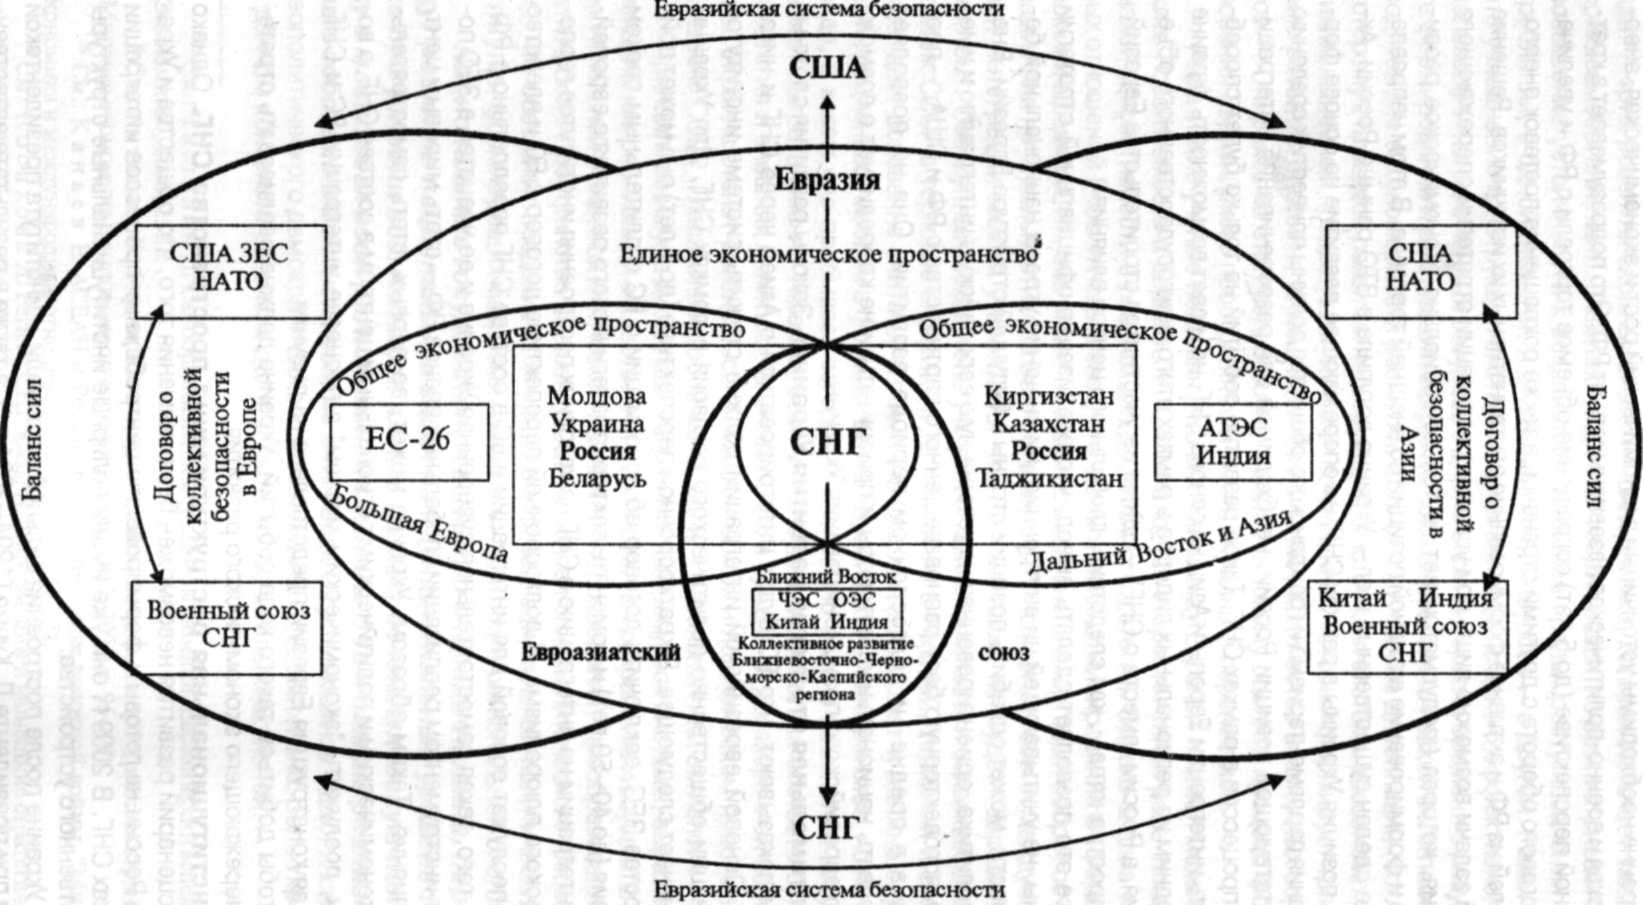 Евразийская система безопасности
США
Евразия
Единое экономическое пространство
США ЗЕС
НАТО
США
НАТО
Баланс сил
Договор о
коллективной
безопасности
в Европе
Общее экономическое пространство
ЕС-26
Большая Европа
Молдова
Украина
Россия
Беларусь
СНГ
Общее экономическое пространство
Киргизстан
Казахстан
Россия
Таджикистан
АТЭС
Индия
Дальний Восток и Азия
Договор о
коллективной
безопасности в
Азии
Баланс сил
Военный союз
СНГ
Ближний Восток
ЧЭС ОЭС
Китай Индия
Коллективное развитие
Ближневосточно-Черно-
морско-Каспийского
региона
Евроазиатский союз
Китай Индия
Военный союз
СНГ
СНГ
Евразийская система безопасности